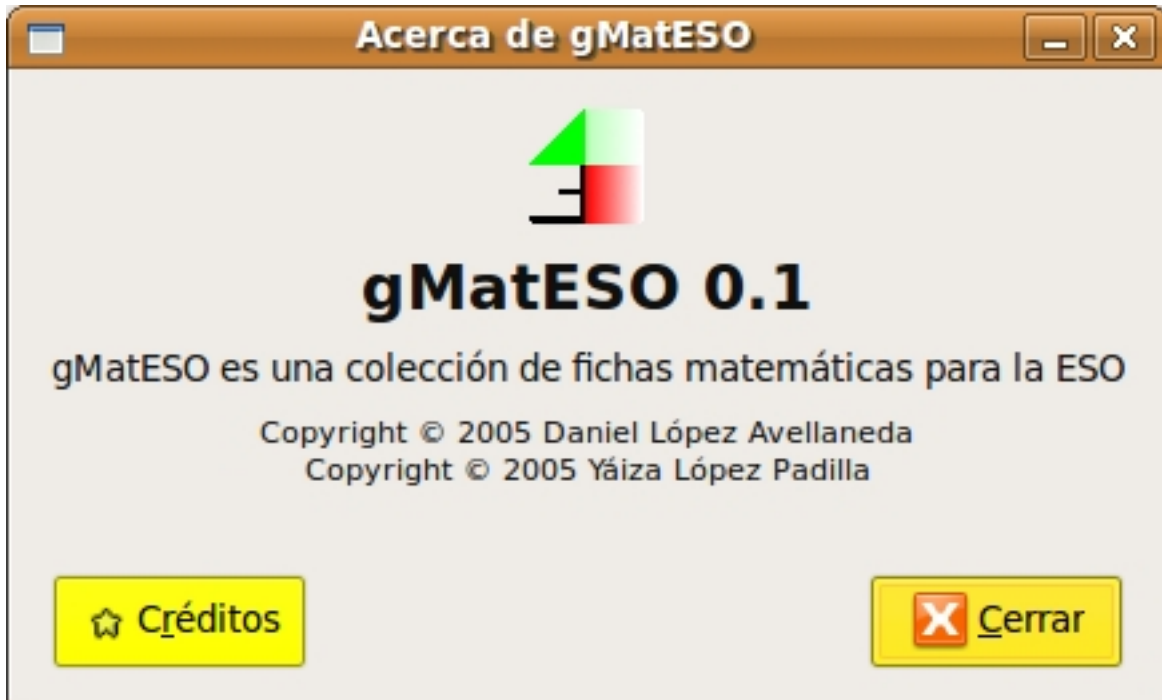 Acerca de gMatESO
gMatESO 0.1
gMatESO es una colección de fichas matemáticas para la ESO
Copyright © 2005 Daniel López Avellaneda
Copyright © 2005 Yáiza López Padilla
Créditos
Cerrar